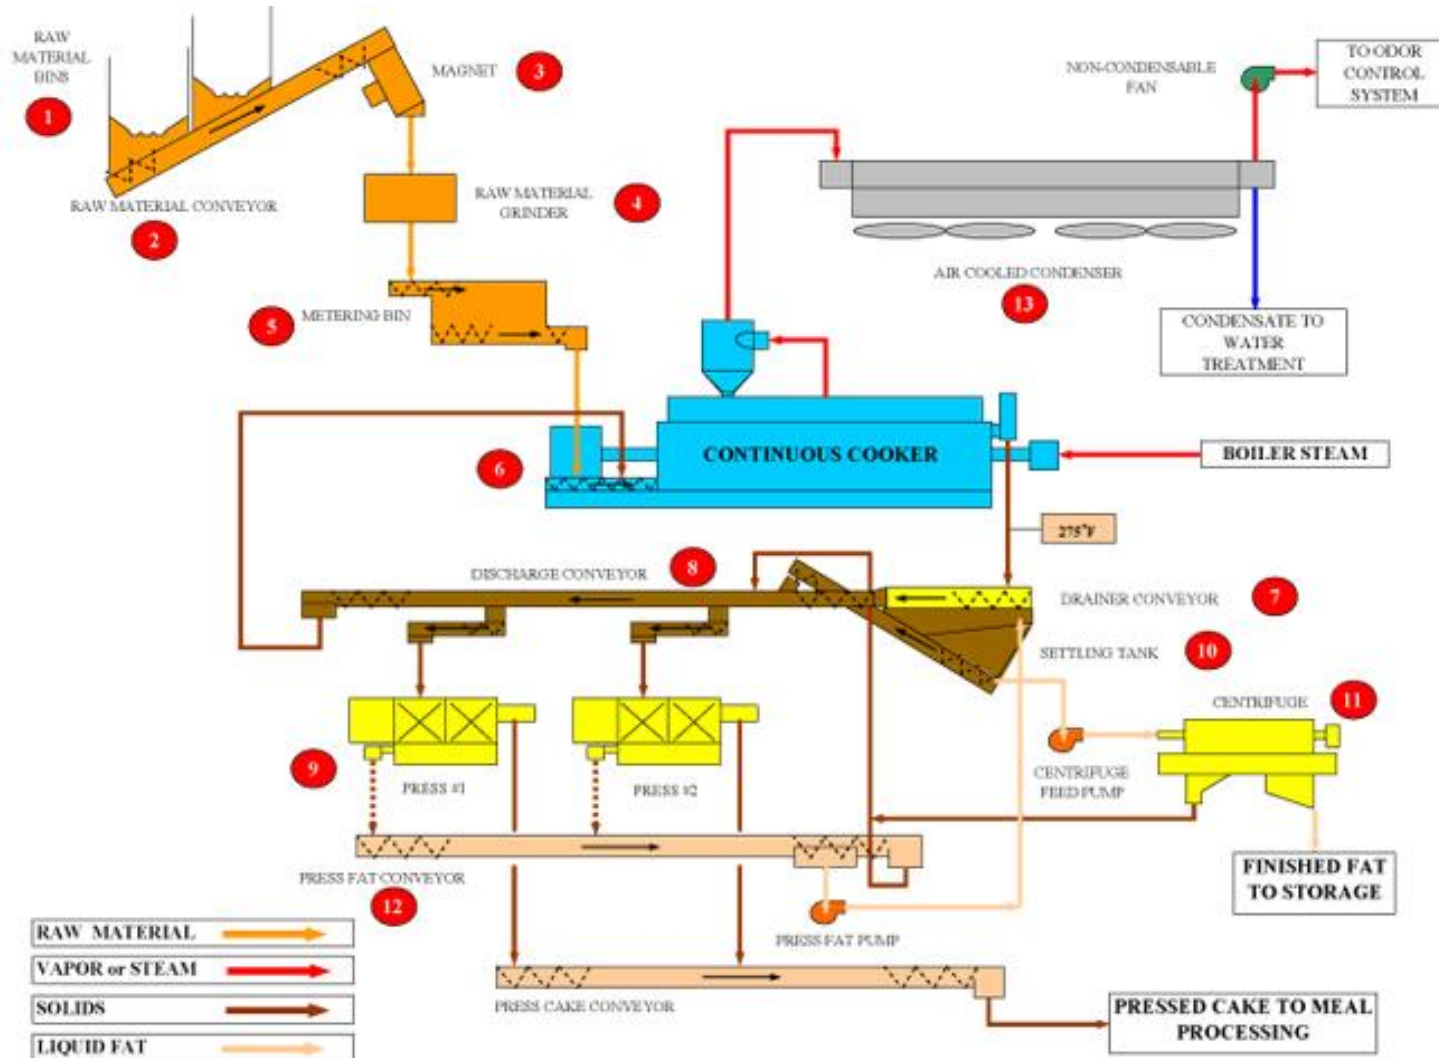 RAW
MATERIAL
BINS
1
RAW MATERIAL CONVEYOR
2
MAGNET
3
RAW MATERIAL
GRINDER
4
METERING BIN
5
NON-CONDENSABLE
FAN
TO ODOR
CONTROL
SYSTEM
AIR COOLED CONDENSER
13
CONDENSATE TO
WATER
TREATMENT
6
CONTINUOUS COOKER
BOILER STEAM
275°F
DISCHARGE CONVEYOR
8
DRAINER CONVEYOR
7
SETTLING TANK
10
CENTRIFUGE
11
9
PRESS #1
PRESS #2
CENTRIFUGE
FEED PUMP
FINISHED FAT
TO STORAGE
PRESS FAT CONVEYOR
12
PRESS FAT PUMP
PRESS CAKE CONVEYOR
PRESSED CAKE TO MEAL
PROCESSING
RAW MATERIAL
VAPOR or STEAM
SOLIDS
LIQUID FAT